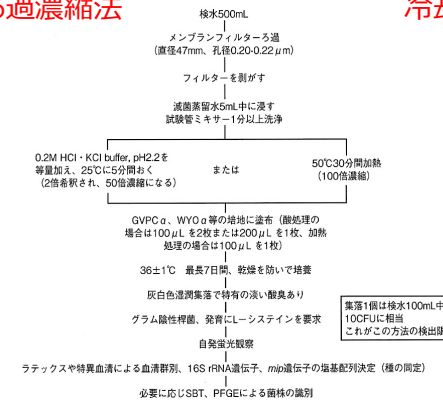 過濃縮法
冷却
検水500mL
メンブランフィルターろ過
(直径47mm、孔径0.20-0.22μm)
フィルターを剥がす
滅菌蒸留水5mL中に浸す
試験管ミキサー1分以上洗浄
0.2M HCl・KCl buffer, pH2.2を
等量加え、25℃に5分間おく
(2倍希釈され、50倍濃縮になる)
または
50℃30分間加熱
(100倍濃縮)
GVPCα、WYOα等の培地に塗布(酸処理の
場合は100μLを2枚または200μLを1枚、加熱
処理の場合は100μLを1枚)
36±1℃ 最長7日間、乾燥を防いで培養
灰白色湿潤集落で特有の淡い酸臭あり
グラム陰性桿菌、発育にL-システインを要求
集落1個は検水100mL中
10CFUに相当
これがこの方法の検出限
自発蛍光観察
ラテックスや特異血清による血清群別、16S rRNA遺伝子、mip遺伝子の塩基配列決定(種の同定)
必要に応じSBT、PFGEによる菌株の識別